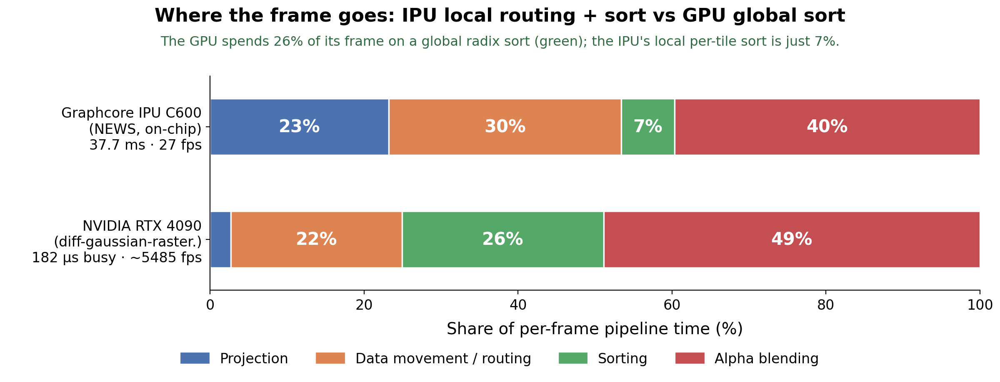 Where the frame goes: IPU local routing + sort vs GPU global sort
The GPU spends 26% of its frame on a global radix sort (green); the IPU's local per-tile sort is just 7%.
Graphcore IPU C600
(NEWS, on-chip)
37.7 ms · 27 fps
23%
30%
7%
40%
NVIDIA RTX 4090
(diff-gaussian-raster.)
182 µs busy · ~5485 fps
22%
26%
49%
0
20
40
60
80
100
Share of per-frame pipeline time (%)
Projection
Data movement / routing
Sorting
Alpha blending